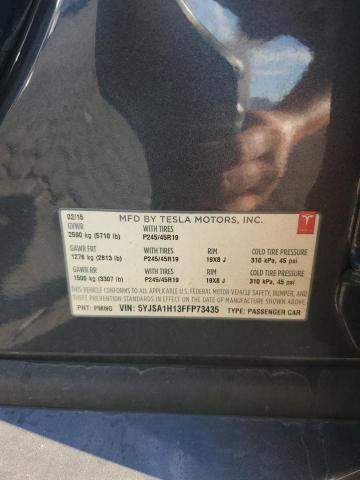 02/15 MFD BY TESLA MOTORS, INC.
GVWR WITH TIRES
2590 kg (5710 lb) P245/45R19
GAWR FRT WITH TIRES RIM COLD TIRE PRESSURE
1276 kg (2813 lb) P245/45R19 19X8 J 310 kPa, 45 psi
GAWR RR WITH TIRES RIM COLD TIRE PRESSURE
1500 kg (3307 lb) P245/45R19 19X8 J 310 kPa, 45 psi
THIS VEHICLE CONFORMS TO ALL APPLICABLE U.S. FEDERAL MOTOR VEHICLE SAFETY, BUMPER, AND
THEFT PREVENTION STANDARDS IN EFFECT ON THE DATE OF MANUFACTURE SHOWN ABOVE.
PNT: PMNG VIN: 5YJSA1H13FFP73435 TYPE: PASSENGER CAR